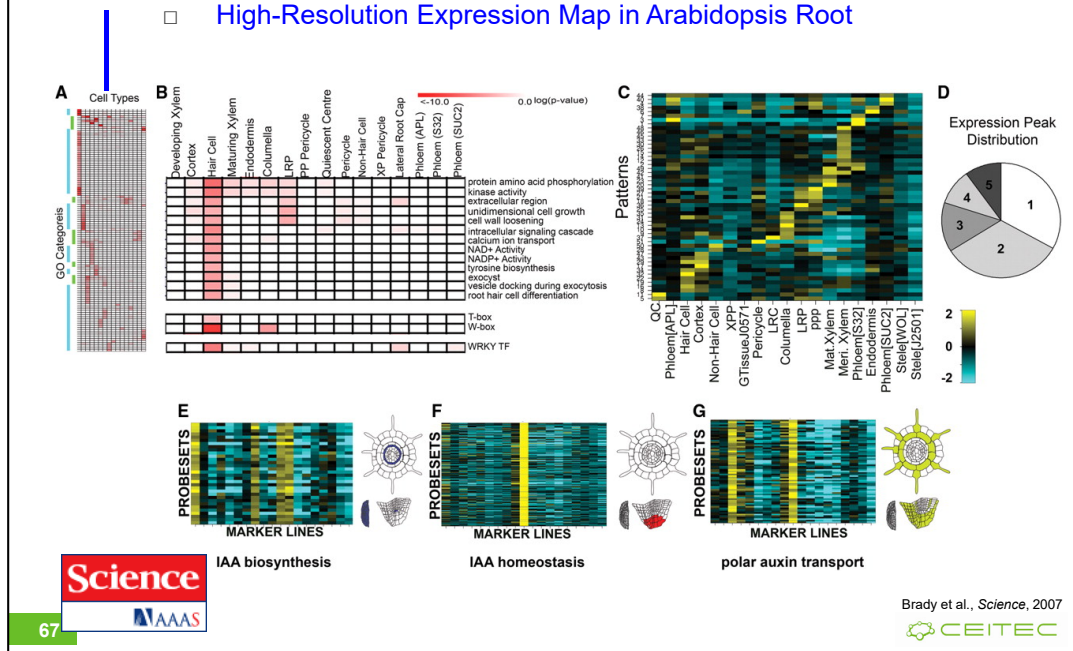 □ High-Resolution Expression Map in Arabidopsis Root
A
Cell Types
GO Categoreis
B
<-10.0
0.0 log(p-value)
Developing Xylem
Cortex
Hair Cell
Maturing Xylem
Endodermis
Columella
LRP
PP Pericycle
Quiescent Centre
Pericycle
Non-Hair Cell
XP Pericycle
Lateral Root Cap
Phloem (APL)
Phloem (S32)
Phloem (SUC2)
protein amino acid phosphorylation
kinase activity
extracellular region
unidimensional cell growth
cell wall loosening
intracellular signaling cascade
calcium ion transport
NAD+ Activity
NADP+ Activity
tyrosine biosynthesis
exocyst
vesicle docking during exocytosis
root hair cell differentiation
T-box
W-box
WRKY TF
C
Patterns
QC
Phloem[APL]
Hair Cell
Cortex
Non-Hair Cell
XPP
GTissueJ0571
Pericycle
LRC
Columella
LRP
ppp
Mat.Xylem
Meri. Xylem
Phloem[S32]
Endodermis
Phloem[SUC2]
Stele[WOL]
Stele[J2501]
D
Expression Peak
Distribution
1
2
3
4
5
2
0
-2
E
PROBESETS
MARKER LINES
IAA biosynthesis
F
PROBESETS
MARKER LINES
IAA homeostasis
G
PROBESETS
MARKER LINES
polar auxin transport
Science
AAAS
Brady et al., Science, 2007
67
CEITEC